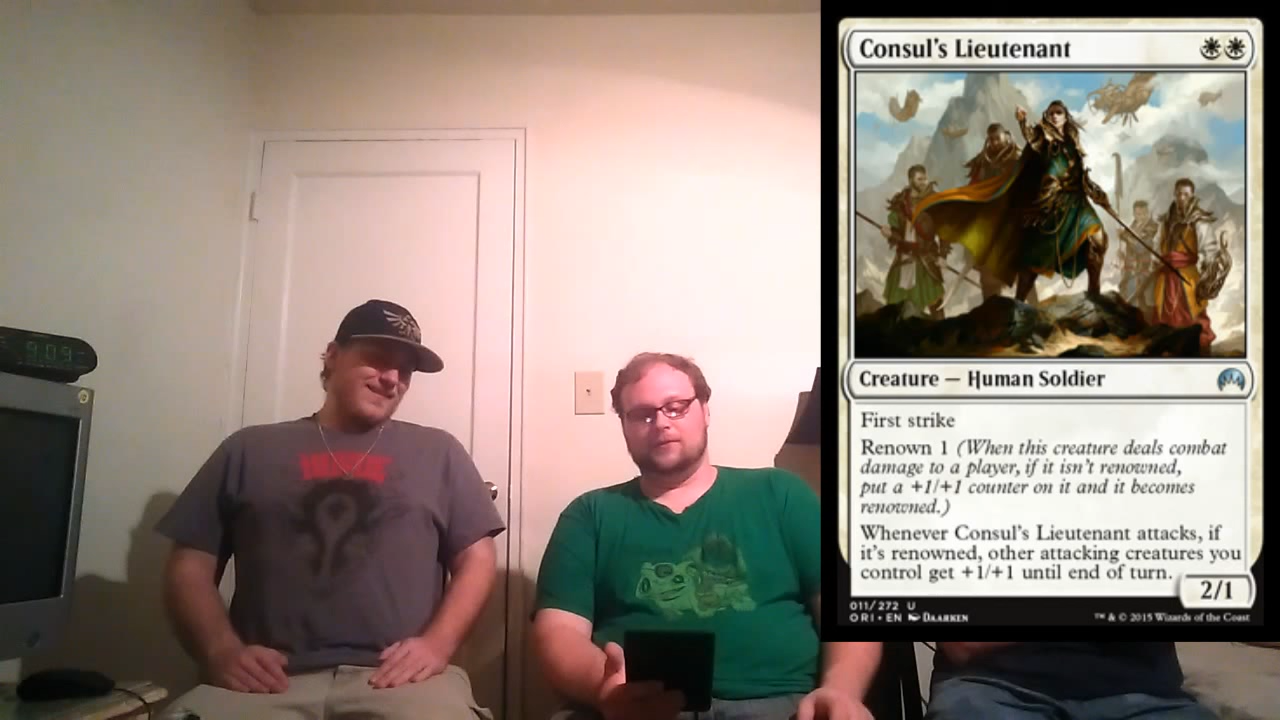 9:09
Consul's Lieutenant
Creature — Human Soldier
First strike
Renown 1 (When this creature deals combat
damage to a player, if it isn't renowned,
put a +1/+1 counter on it and it becomes
renowned.)
Whenever Consul's Lieutenant attacks, if
it's renowned, other attacking creatures you
control get +1/+1 until end of turn.
2/1
011/272 U
ORI • EN Daarken
™ & © 2015 Wizards of the Coast